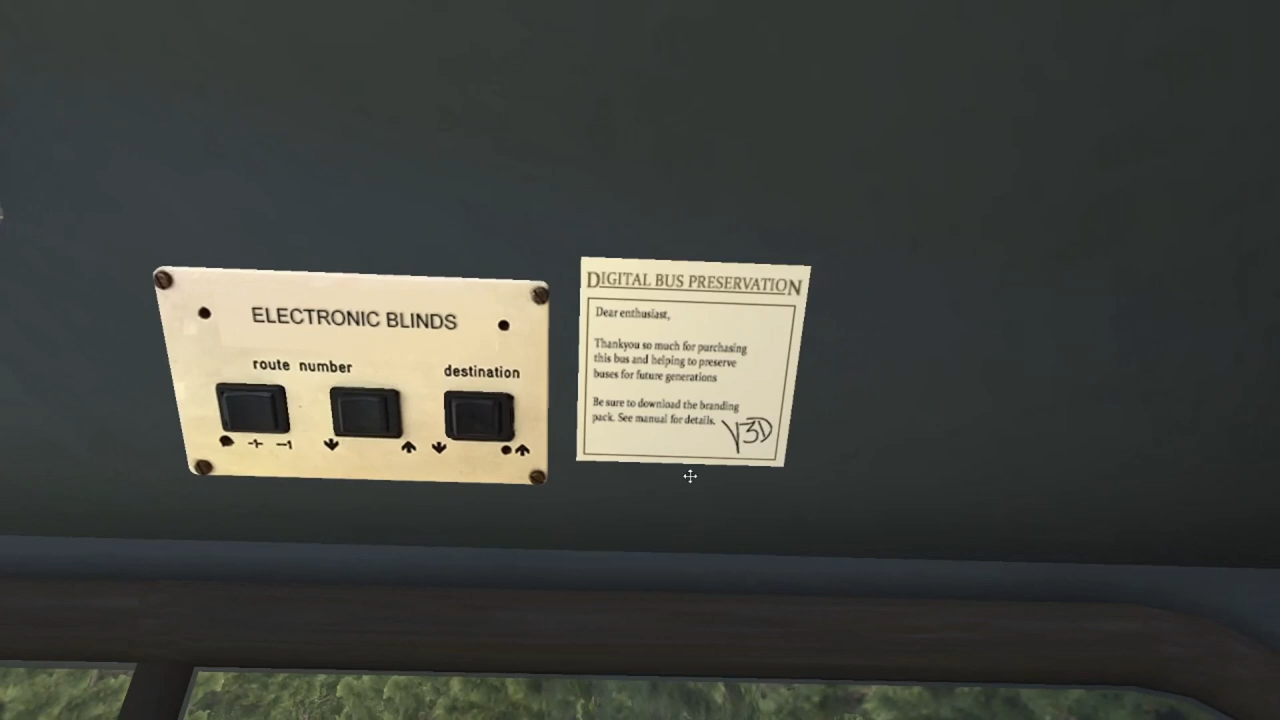 ELECTRONIC BLINDS
route number
destination
-1
DIGITAL BUS PRESERVATION
Dear enthusiast,
Thankyou so much for purchasing
this bus and helping to preserve
buses for future generations
Be sure to download the branding
pack. See manual for details.
V3D